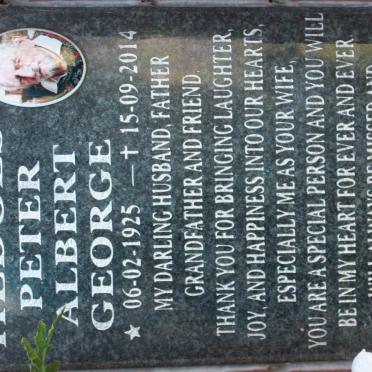 PETER
ALBERT
GEORGE
06-02-1925 — 15-09-2014
MY DARLING HUSBAND FATHER
GRANDFATHER AND FRIEND.
THANK YOU FOR BRINGING LAUGHTER,
JOY, AND HAPPINESS INTO OUR HEARTS,
ESPECIALLY ME AS YOUR WIFE,
YOU ARE A SPECIAL PERSON AND YOU WILL
BE IN MY HEART FOR EVER AND EVER.